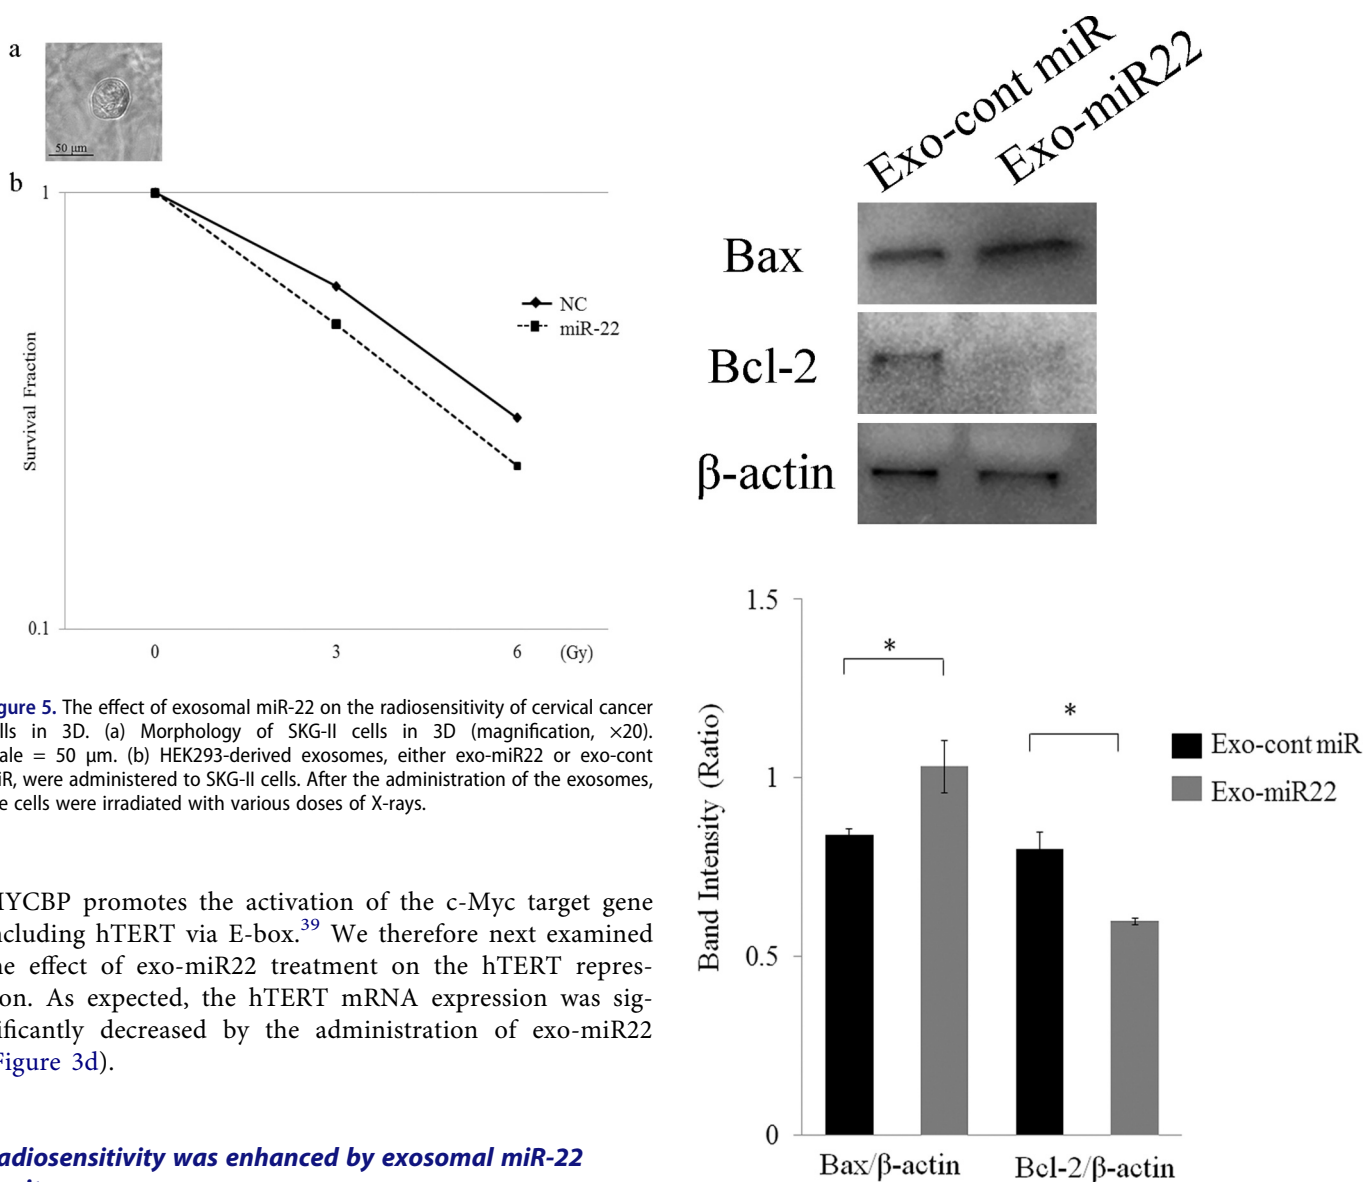 a
50 μm
b
1
NC
miR-22
Survival Fraction
0.1
0
3
6
(Gy)
gure 5. The effect of exosomal miR-22 on the radiosensitivity of cervical cancer
lls in 3D. (a) Morphology of SKG-II cells in 3D (magnification, ×20).
ale = 50 μm. (b) HEK293-derived exosomes, either exo-miR22 or exo-cont
iR, were administered to SKG-II cells. After the administration of the exosomes,
e cells were irradiated with various doses of X-rays.
MYCBP promotes the activation of the c-Myc target gene
ncluding hTERT via E-box.39 We therefore next examined
he effect of exo-miR22 treatment on the hTERT repres-
on. As expected, the hTERT mRNA expression was sig-
ificantly decreased by the administration of exo-miR22
Figure 3d).
adiosensitivity was enhanced by exosomal miR-22
Exo-cont miR
Exo-miR22
Bax
Bcl-2
β-actin
1.5
1
0.5
0
Band Intensity (Ratio)
*
*
Exo-cont miR
Exo-miR22
Bax/β-actin
Bcl-2/β-actin